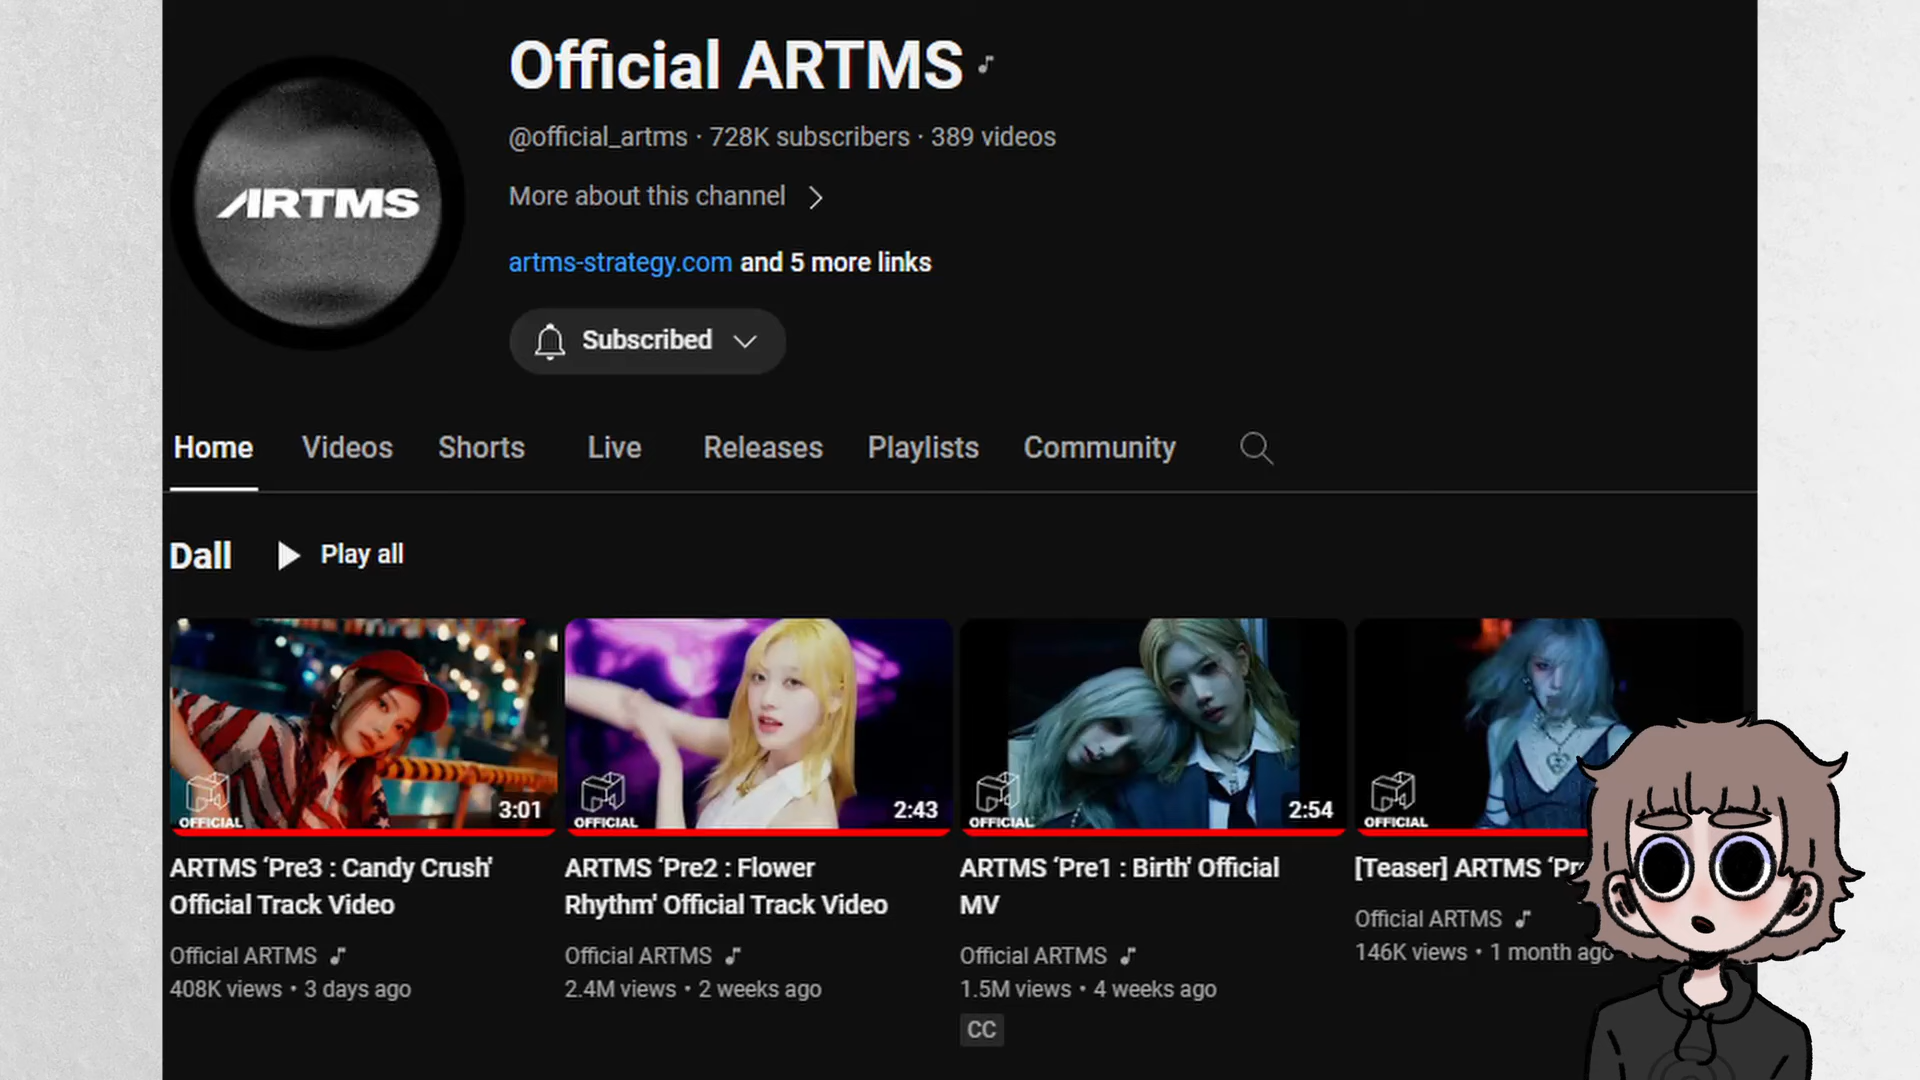 Official ARTMS
@official_artms · 728K subscribers · 389 videos
ARTMS
More about this channel
artms-strategy.com and 5 more links
Subscribed
Home Videos Shorts Live Releases Playlists Community
Dall Play all
OFFICIAL 3:01
OFFICIAL 2:43
OFFICIAL 2:54
OFFICIAL
ARTMS ‘Pre3 : Candy Crush'
Official Track Video
Official ARTMS
408K views • 3 days ago
ARTMS ‘Pre2 : Flower
Rhythm' Official Track Video
Official ARTMS
2.4M views • 2 weeks ago
ARTMS ‘Pre1 : Birth' Official
MV
Official ARTMS
1.5M views • 4 weeks ago
CC
[Teaser] ARTMS
Official ARTMS
146K views • 1 month ago